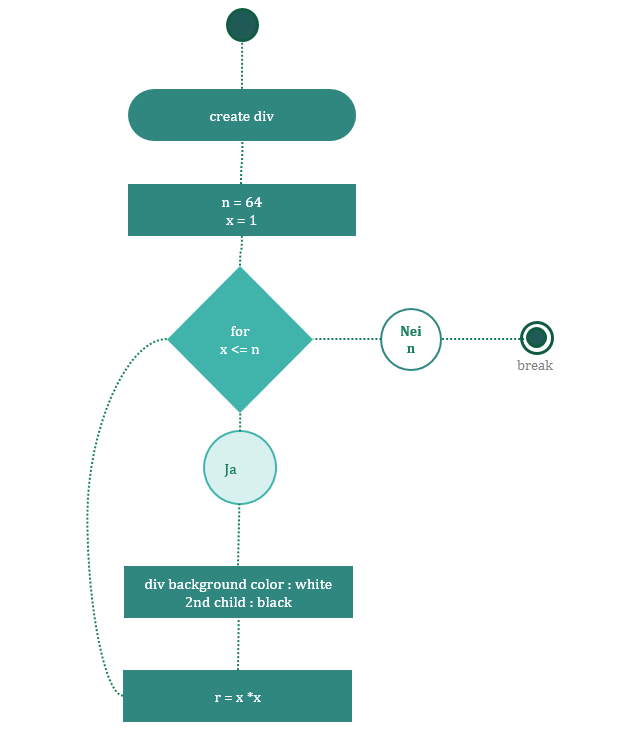 create div
n = 64
x = 1
for
x <= n
Nei
n
break
Ja
div background color : white
2nd child : black
r = x *x